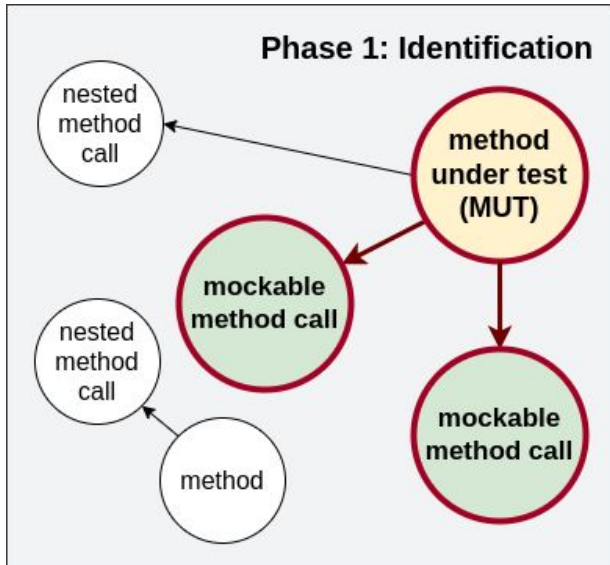 Phase 1: Identification
nested
method
call
method
under test
(MUT)
mockable
method call
nested
method
call
mockable
method call
method